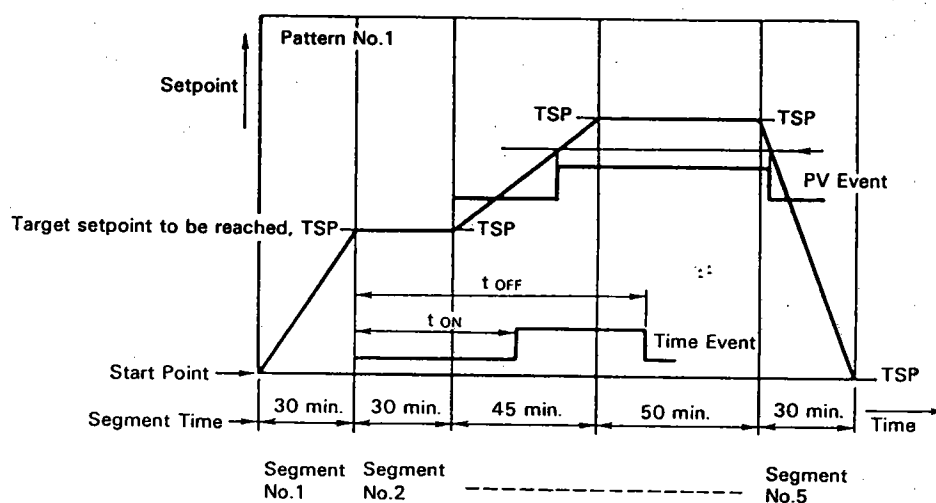 Pattern No.1
Setpoint
TSP
TSP
PV Event
Target setpoint to be reached, TSP
TSP
t OFF
t ON
Time Event
Start Point
TSP
Segment Time
30 min.
30 min.
45 min.
50 min.
30 min.
Time
Segment No.1
Segment No.2
Segment No.5